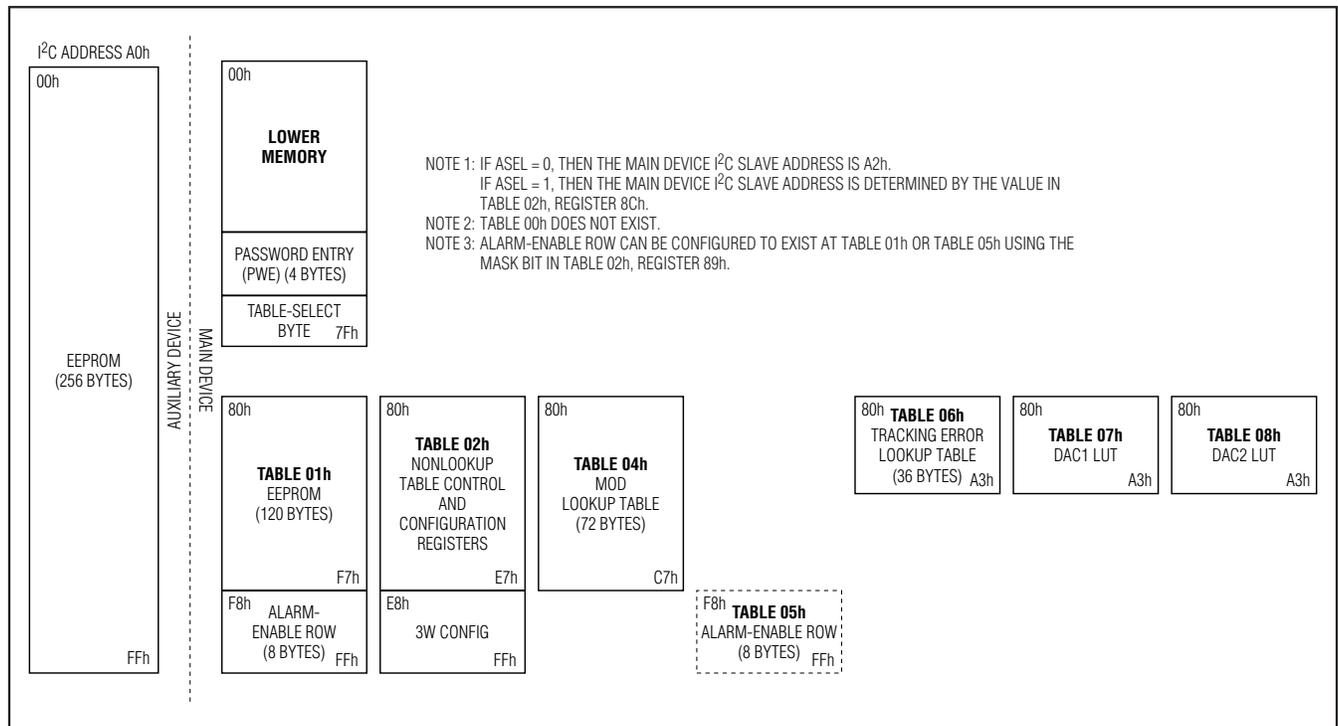 I2C ADDRESS A0h
00h
EEPROM
(256 BYTES)
FFh
AUXILIARY DEVICE
MAIN DEVICE
00h
LOWER
MEMORY
PASSWORD ENTRY
(PWE) (4 BYTES)
TABLE-SELECT
BYTE 7Fh
NOTE 1: IF ASEL = 0, THEN THE MAIN DEVICE I2C SLAVE ADDRESS IS A2h.
IF ASEL = 1, THEN THE MAIN DEVICE I2C SLAVE ADDRESS IS DETERMINED BY THE VALUE IN
TABLE 02h, REGISTER 8Ch.
NOTE 2: TABLE 00h DOES NOT EXIST.
NOTE 3: ALARM-ENABLE ROW CAN BE CONFIGURED TO EXIST AT TABLE 01h OR TABLE 05h USING THE
MASK BIT IN TABLE 02h, REGISTER 89h.
80h
TABLE 01h
EEPROM
(120 BYTES)
F7h
F8h
ALARM-
ENABLE ROW
(8 BYTES) FFh
80h
TABLE 02h
NONLOOKUP
TABLE CONTROL
AND
CONFIGURATION
REGISTERS
E7h
E8h
3W CONFIG
FFh
80h
TABLE 04h
MOD
LOOKUP TABLE
(72 BYTES)
C7h
F8h TABLE 05h
ALARM-ENABLE ROW
(8 BYTES) FFh
80h TABLE 06h
TRACKING ERROR
LOOKUP TABLE
(36 BYTES) A3h
80h
TABLE 07h
DAC1 LUT
A3h
80h
TABLE 08h
DAC2 LUT
A3h